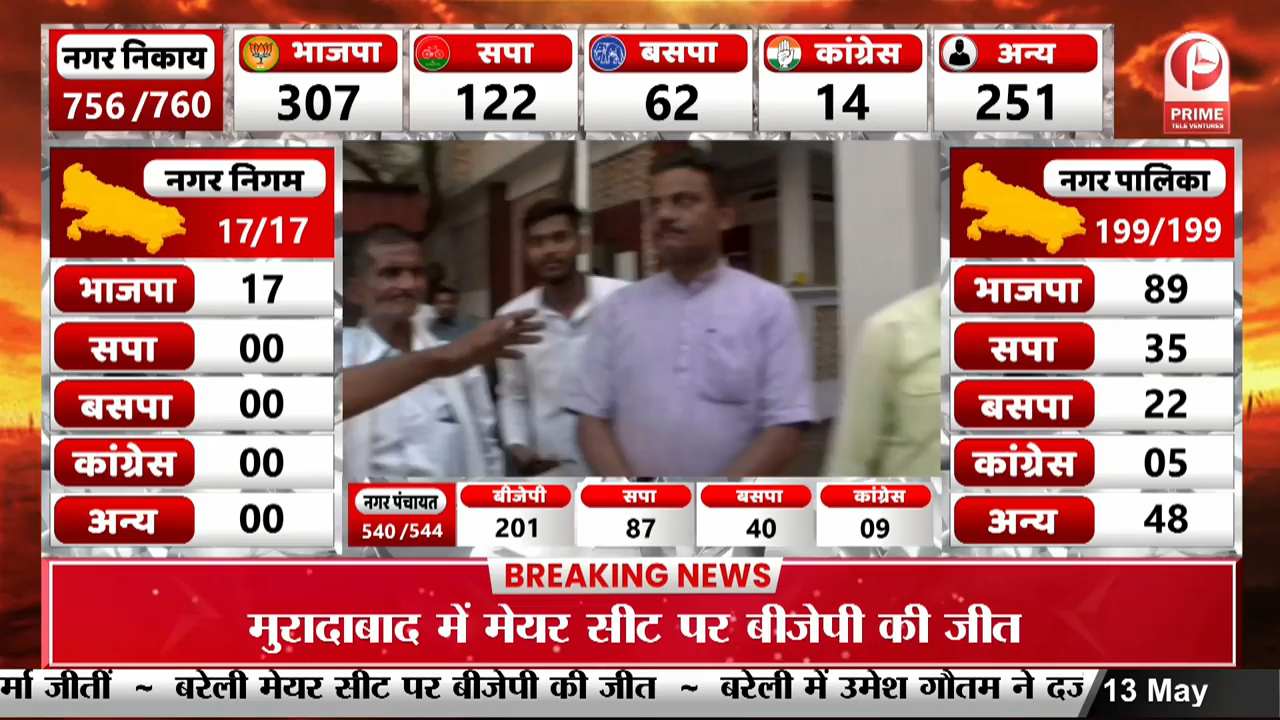 नगर निकाय
756 /760
भाजपा
307
सपा
122
बसपा
62
कांग्रेस
14
अन्य
251
PRIME
TELE VENTURES
नगर निगम
17/17
भाजपा 17
सपा 00
बसपा 00
कांग्रेस 00
अन्य 00
नगर पालिका
199/199
भाजपा 89
सपा 35
बसपा 22
कांग्रेस 05
अन्य 48
नगर पंचायत
540 /544
बीजेपी
201
सपा
87
बसपा
40
कांग्रेस
09
BREAKING NEWS
मुरादाबाद में मेयर सीट पर बीजेपी की जीत
र्मा जीतीं ~ बरेली मेयर सीट पर बीजेपी की जीत ~ बरेली में उमेश गौतम ने दज
13 May